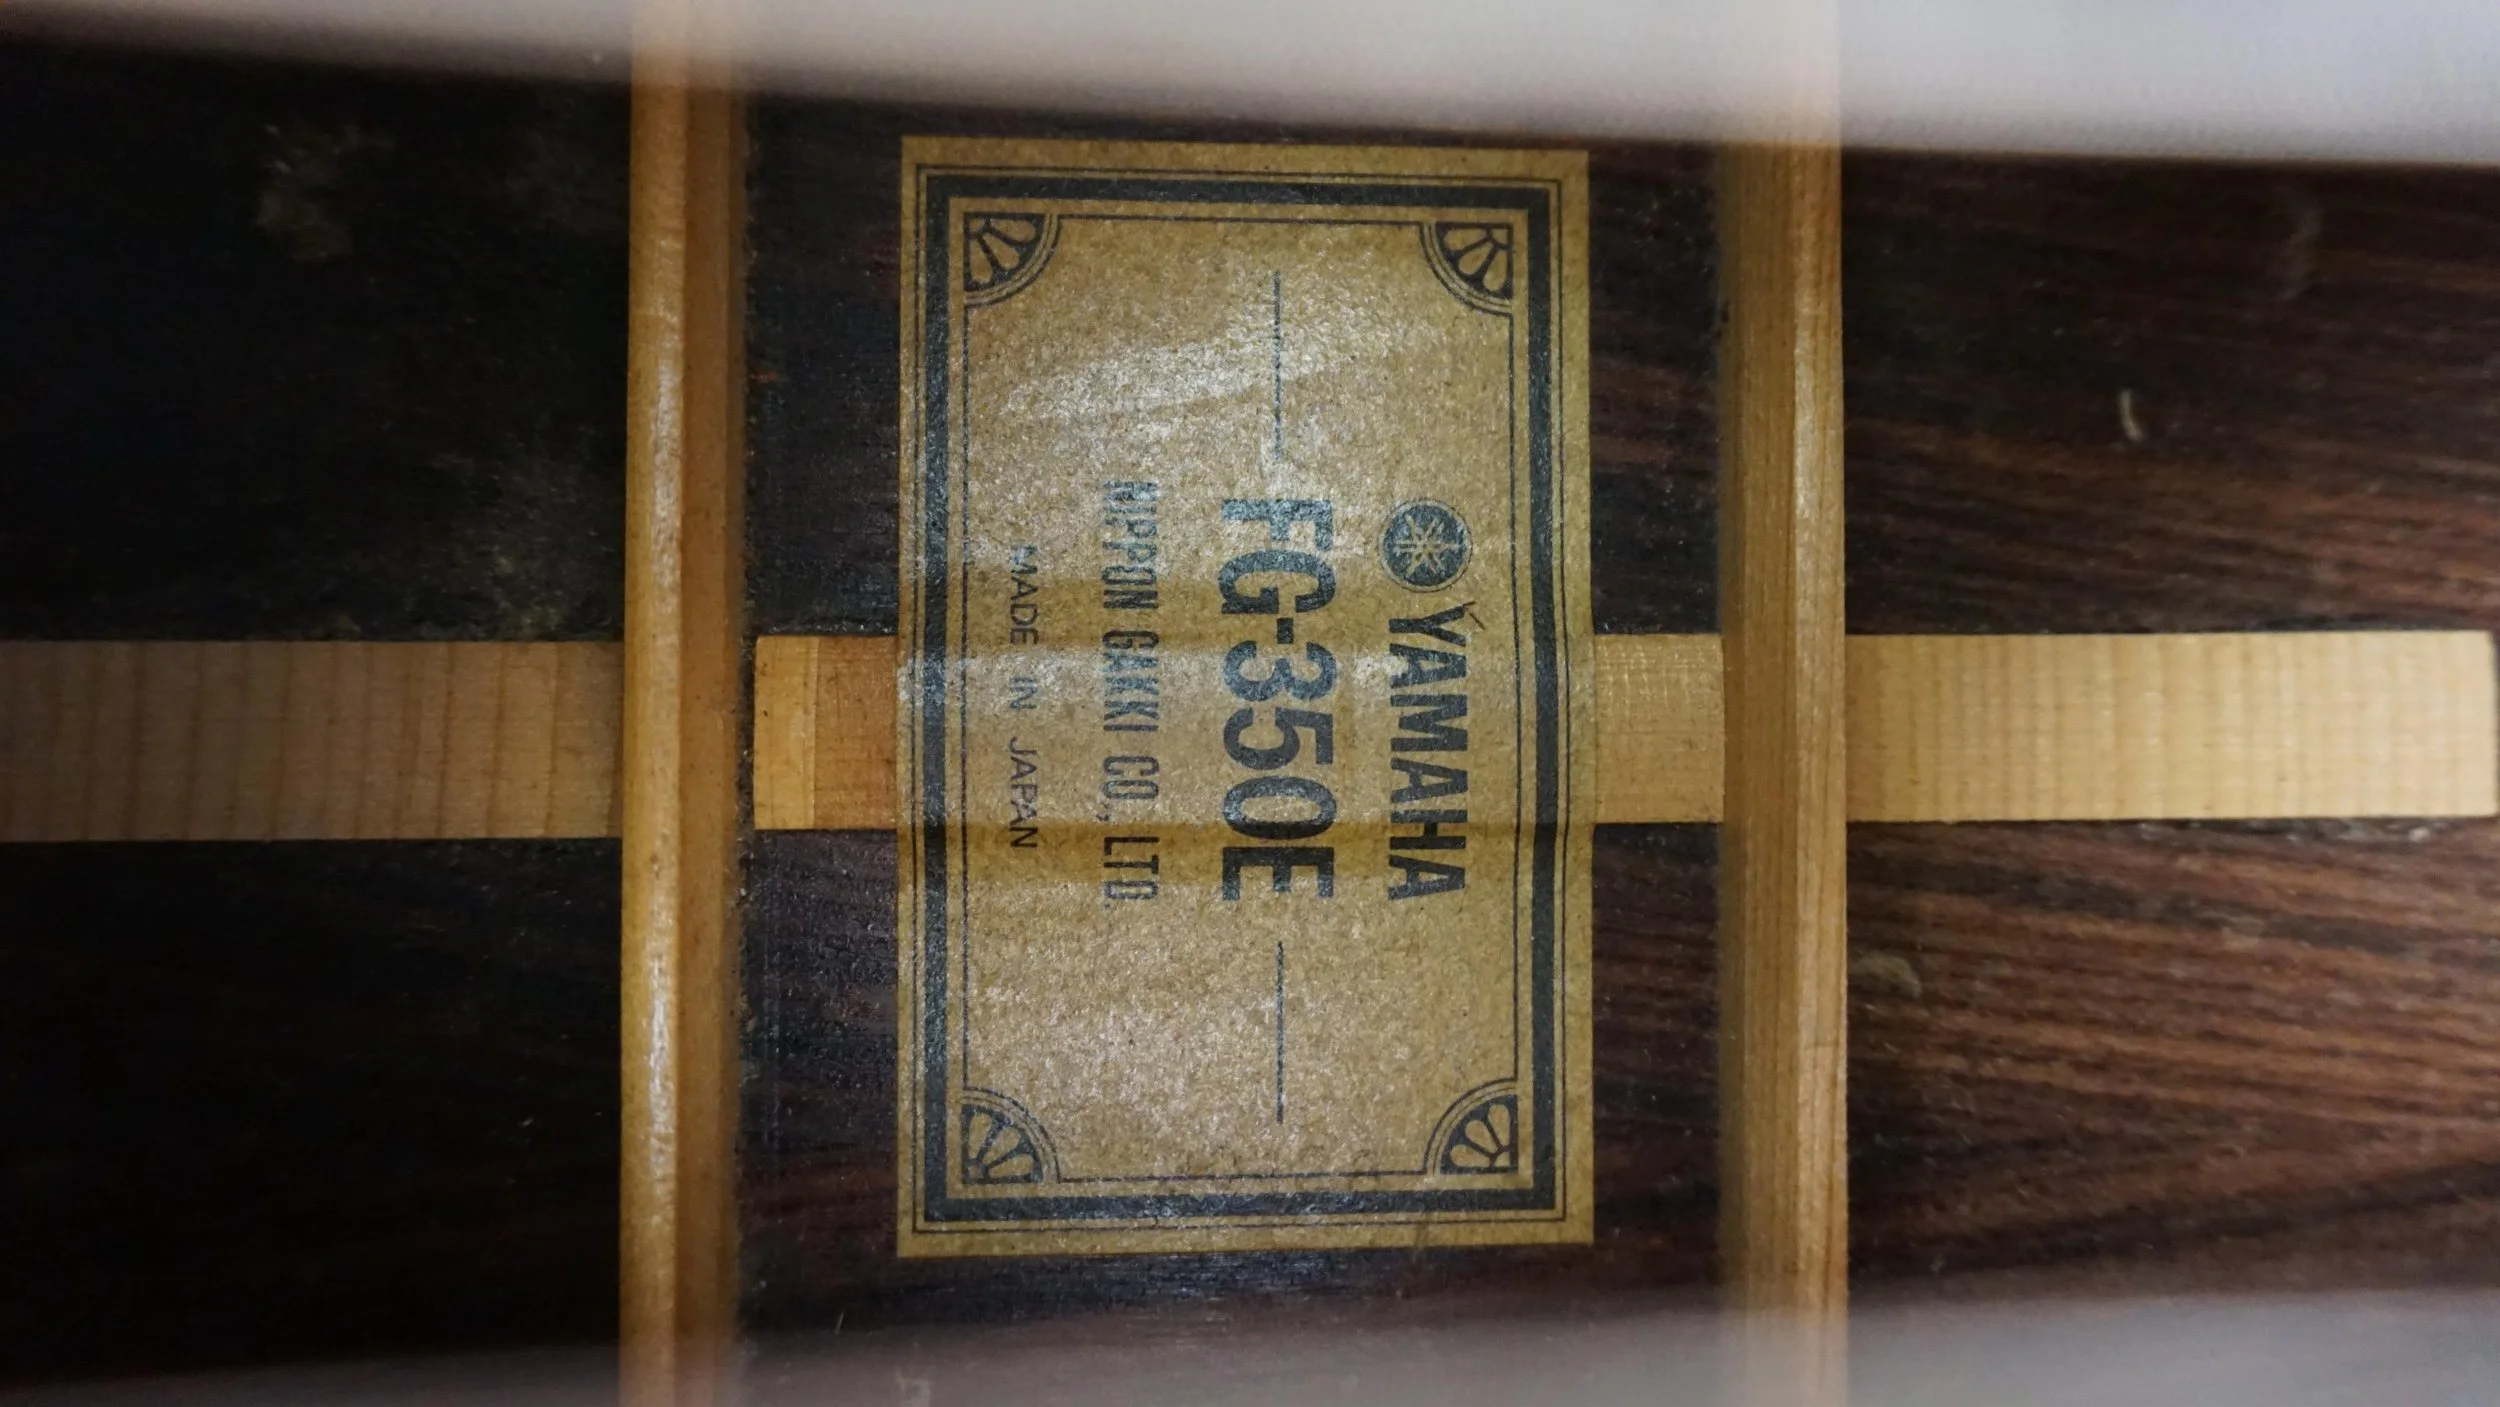 YAMAHA
FG-350E
NIPPON GAKKI CO., LTD.
MADE IN JAPAN